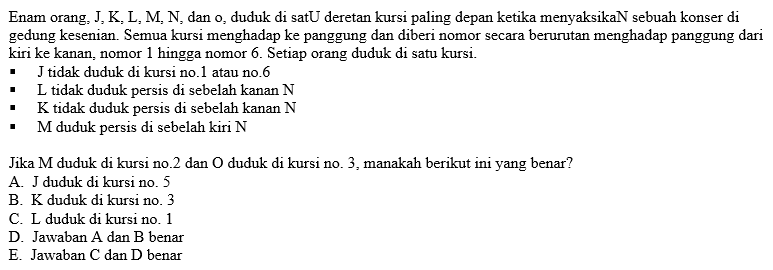 Enam orang, J, K, L, M, N, dan o, duduk di satU deretan kursi paling depan ketika menyaksikaN sebuah konser di
gedung kesenian. Semua kursi menghadap ke panggung dan diberi nomor secara berurutan menghadap panggung dari
kiri ke kanan, nomor 1 hingga nomor 6. Setiap orang duduk di satu kursi.
▪ J tidak duduk di kursi no.1 atau no.6
▪ L tidak duduk persis di sebelah kanan N
▪ K tidak duduk persis di sebelah kanan N
▪ M duduk persis di sebelah kiri N
Jika M duduk di kursi no.2 dan O duduk di kursi no. 3, manakah berikut ini yang benar?
A. J duduk di kursi no. 5
B. K duduk di kursi no. 3
C. L duduk di kursi no. 1
D. Jawaban A dan B benar
E. Jawaban C dan D benar